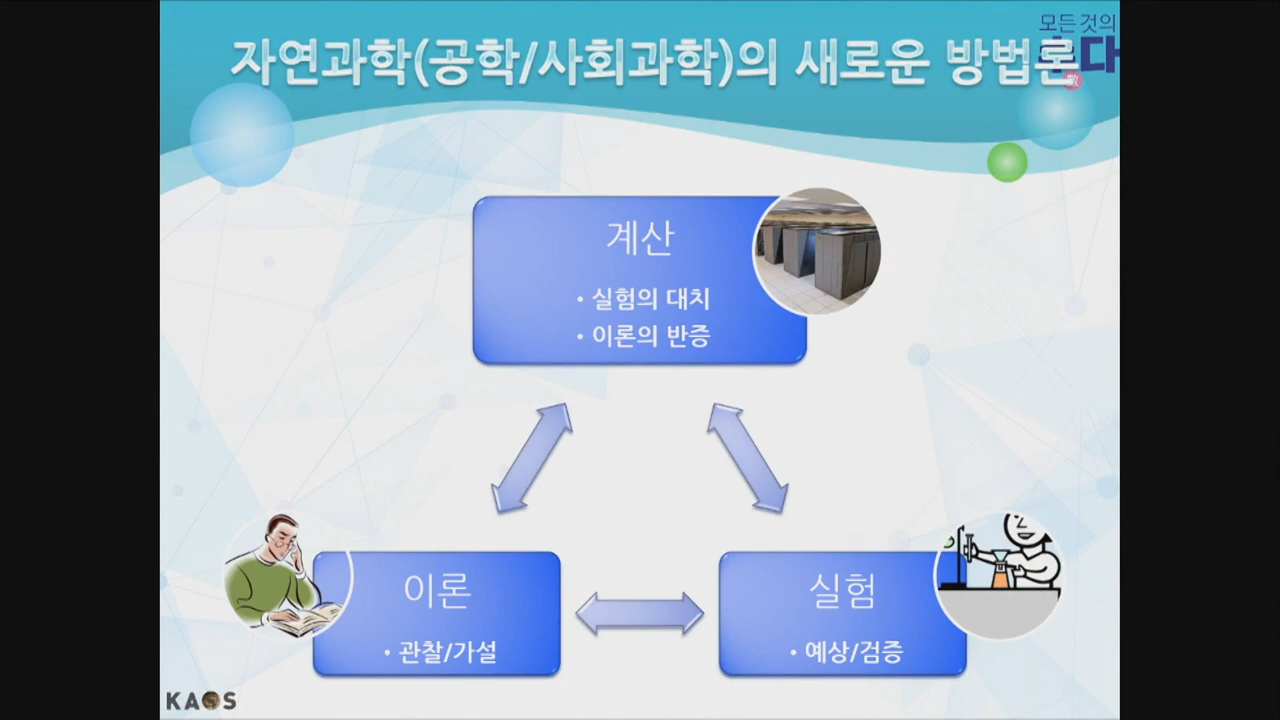 모든 것의
자연과학(공학/사회과학)의 새로운 방법론
계산
• 실험의 대치
• 이론의 반증
이론
• 관찰/가설
실험
• 예상/검증
KAOS